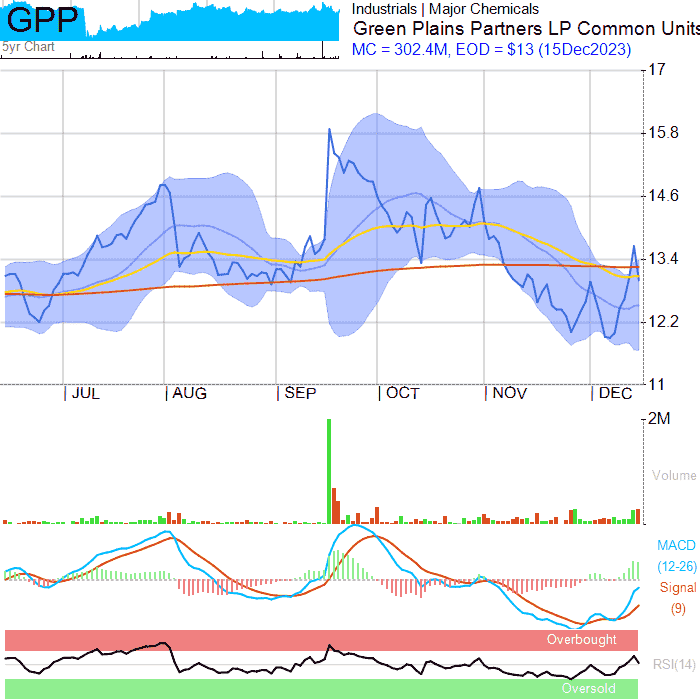 GPP
5yr Chart
Industrials | Major Chemicals
Green Plains Partners LP Common Units
MC = 302.4M, EOD = $13 (15Dec2023)
17
15.8
14.6
13.4
12.2
11
JUL AUG SEP OCT NOV DEC
2M
Volume
MACD
(12-26)
Signal
(9)
Overbought
RSI(14)
Oversold